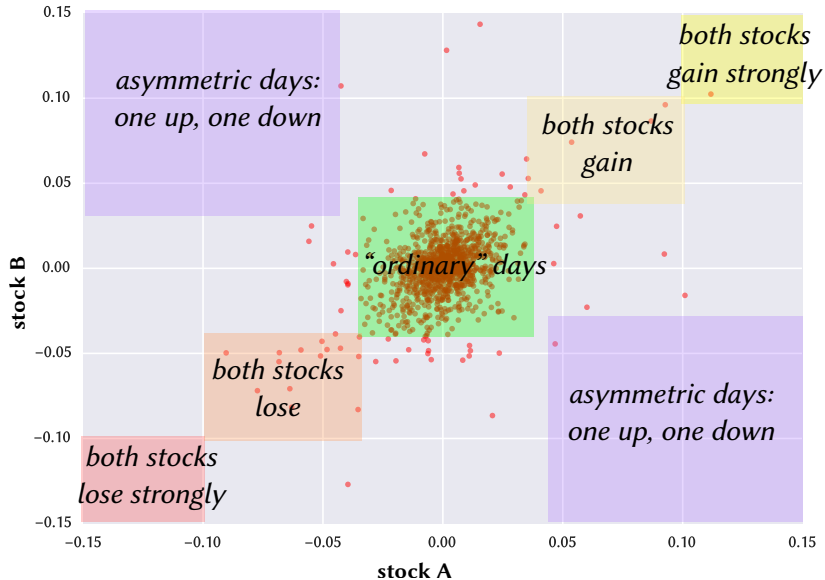 0.15
0.10
0.05
0.00
−0.05
−0.10
−0.15
stock B
asymmetric days:
one up, one down
both stocks
gain strongly
both stocks
gain
“ordinary” days
both stocks
lose
asymmetric days:
one up, one down
both stocks
lose strongly
−0.15
−0.10
−0.05
0.00
0.05
0.10
0.15
stock A